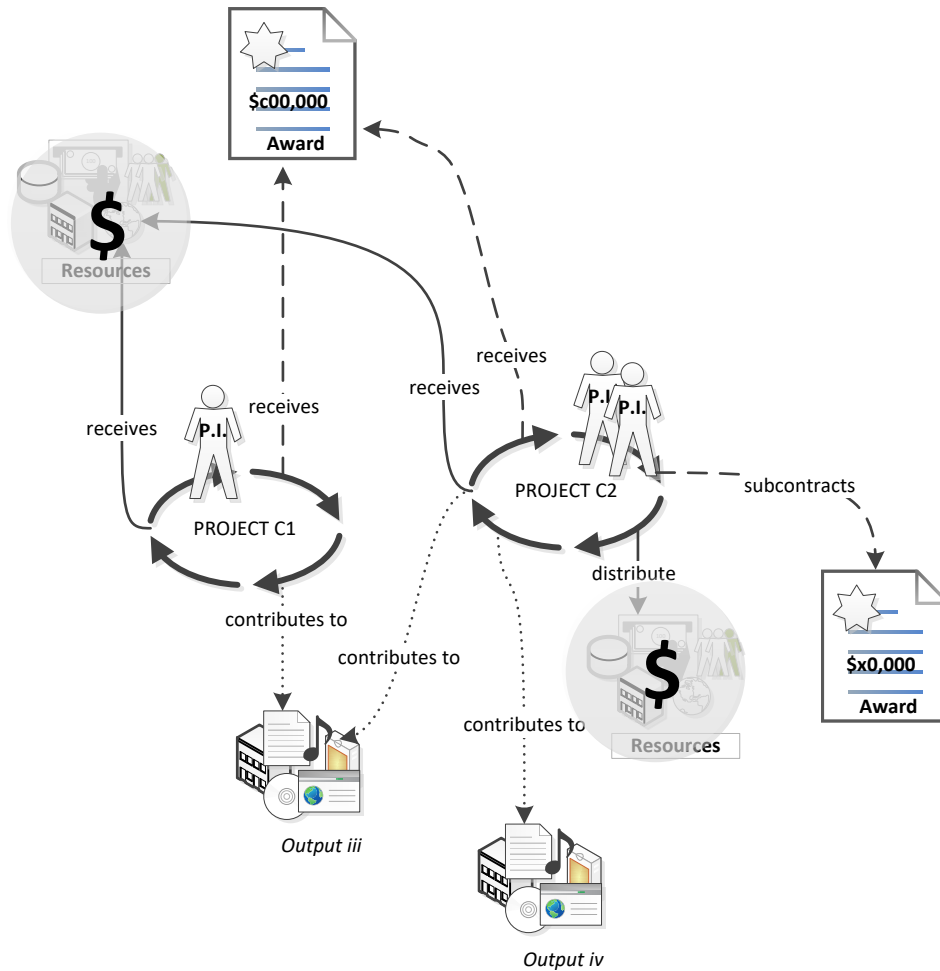 $c00,000
Award
$
Resources
receives
receives
receives
receives
P.I.
P.I.
P.I.
PROJECT C1
PROJECT C2
subcontracts
distribute
contributes to
contributes to
contributes to
$
Resources
$x0,000
Award
Output iii
Output iv